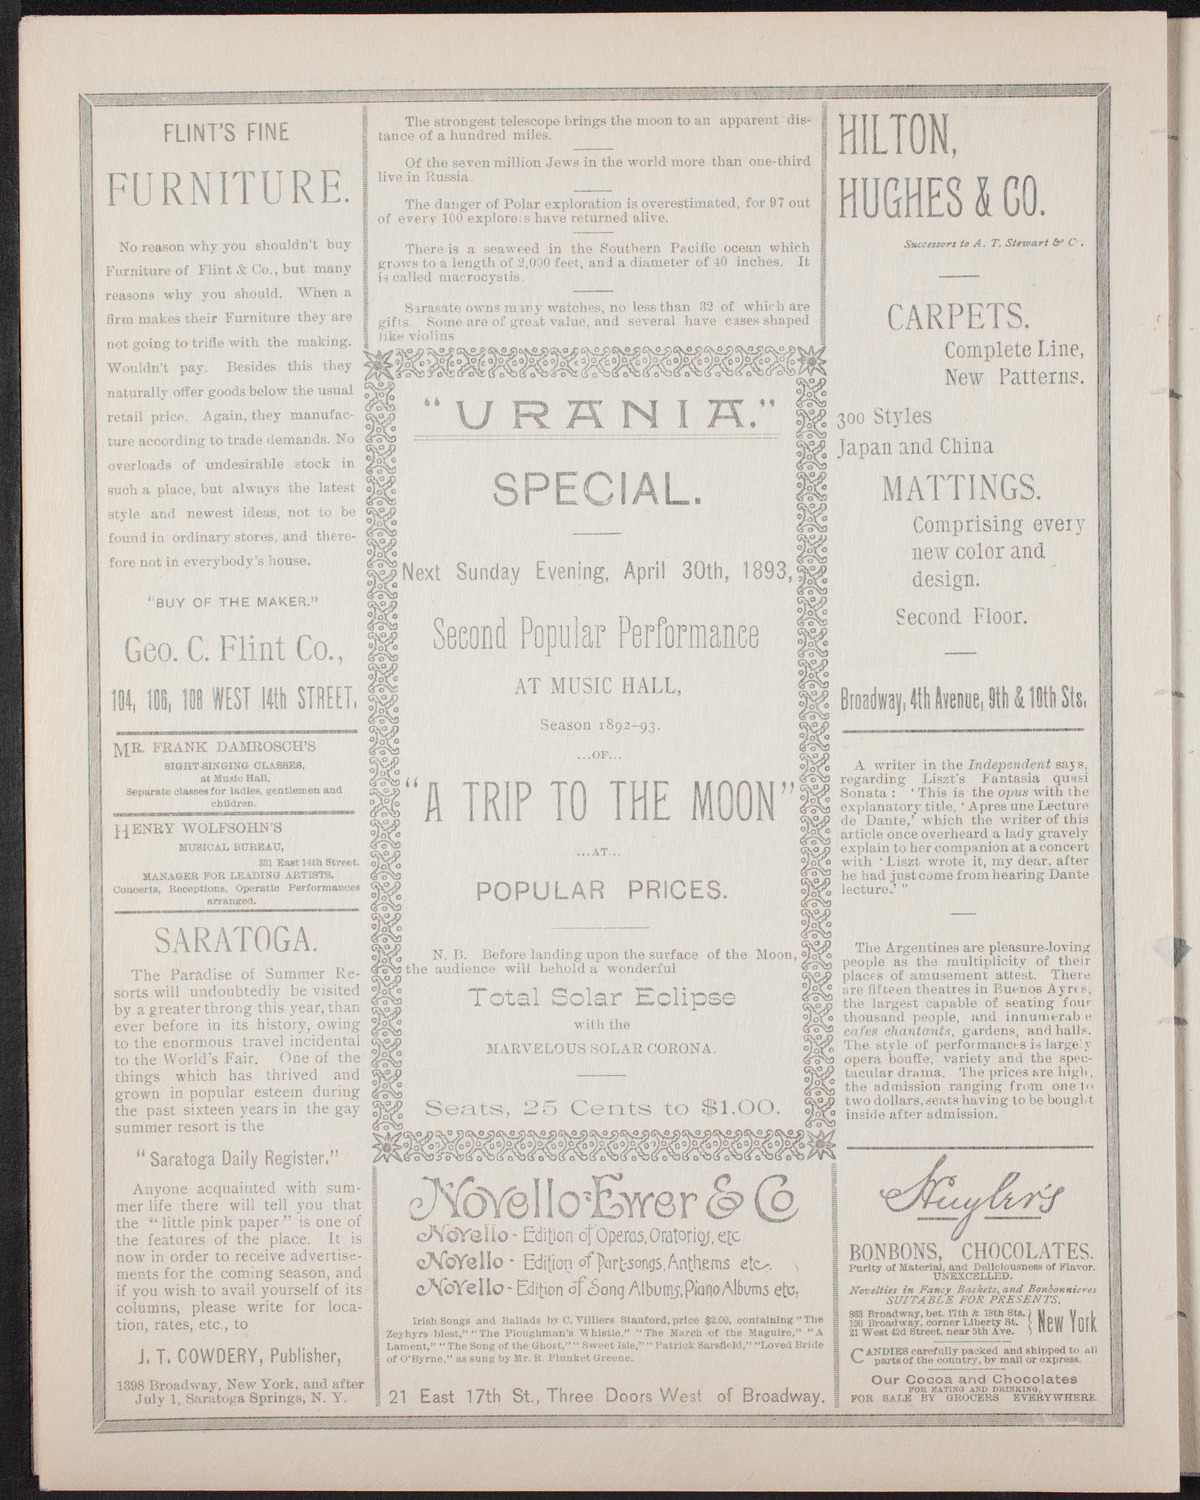 FLINT'S FINE
FURNITURE.
No reason why you shouldn't buy
Furniture of Flint & Co., but many
reasons why you should. When a
firm makes their Furniture they are
not going to trifle with the making.
Wouldn't pay. Besides this they
naturally offer goods below the usual
retail price. Again, they manufac-
ture according to trade demands. No
overloads of undesirable stock in
such a place, but always the latest
style and newest ideas, not to be
found in ordinary stores, and there-
fore not in everybody's house.
"BUY OF THE MAKER."
Geo. C. Flint Co.,
104, 106, 108 WEST 14th STREET.
MR. FRANK DAMROSCH'S
SIGHT-SINGING CLASSES,
at Music Hall,
Separate classes for ladies, gentlemen and
children.
HENRY WOLFSOHN'S
MUSICAL BUREAU,
331 East 14th Street.
MANAGER FOR LEADING ARTISTS.
Concerts, Receptions, Operatic Performances
arranged.
SARATOGA.
The Paradise of Summer Re-
sorts will undoubtedly be visited
by a greater throng this year, than
ever before in its history, owing
to the enormous travel incidental
to the World's Fair. One of the
things which has thrived and
grown in popular esteem during
the past sixteen years in the gay
summer resort is the
"Saratoga Daily Register."
Anyone acquainted with sum-
mer life there will tell you that
the "little pink paper" is one of
the features of the place. It is
now in order to receive advertise-
ments for the coming season, and
if you wish to avail yourself of its
columns, please write for loca-
tion, rates, etc., to
J. T. COWDERY, Publisher,
1398 Broadway, New York, and after
July 1, Saratoga Springs, N. Y.
The strongest telescope brings the moon to an apparent dis-
tance of a hundred miles.
Of the seven million Jews in the world more than one-third
live in Russia.
The danger of Polar exploration is overestimated, for 97 out
of every 100 explorers have returned alive.
There is a seaweed in the Southern Pacific ocean which
grows to a length of 2,000 feet, and a diameter of 40 inches. It
is called macrocystis.
Sarasate owns many watches, no less than 32 of which are
gifts. Some are of great value, and several have cases shaped
like violins
"URANIA."
SPECIAL.
Next Sunday Evening, April 30th, 1893,
Second Popular Performance
AT MUSIC HALL,
Season 1892-93.
...OF...
"A TRIP TO THE MOON"
...AT...
POPULAR PRICES.
N. B. Before landing upon the surface of the Moon,
the audience will behold a wonderful
Total Solar Eclipse
with the
MARVELOUS SOLAR CORONA.
Seats, 25 Cents to $1.00.
Novello-Ewer & Co
Novello - Edition of Operas, Oratorios, etc
Novello - Edition of Part-songs, Anthems etc.
Novello - Edition of Song Albums, Piano Albums etc,
Irish Songs and Ballads by C. Villiers Stanford, price $2.00, containing "The
Zephyrs blest," "The Ploughman's Whistle," "The March of the Maguire," "A
Lament," "The Song of the Ghost," "Sweet Isle," "Patrick Sarsfield," "Loved Bride
of O'Byrne," as sung by Mr. R. Plunket Greene.
21 East 17th St., Three Doors West of Broadway.
HILTON,
HUGHES & CO.
Successors to A. T. Stewart & C .
CARPETS.
Complete Line,
New Patterns.
300 Styles
Japan and China
MATTINGS.
Comprising every
new color and
design.
Second Floor.
Broadway, 4th Avenue, 9th & 10th Sts.
A writer in the Independent says,
regarding Liszt's Fantasia quasi
Sonata: 'This is the opus with the
explanatory title, 'Apres une Lecture
de Dante,' which the writer of this
article once overheard a lady gravely
explain to her companion at a concert
with 'Liszt wrote it, my dear, after
he had just come from hearing Dante
lecture.'"
The Argentines are pleasure-loving
people as the multiplicity of their
places of amusement attest. There
are fifteen theatres in Buenos Ayres,
the largest capable of seating four
thousand people, and innumerab e
cafes chantants, gardens, and halls.
The style of performances is largely
opera bouffe, variety and the spec-
tacular drama. The prices are high,
the admission ranging from one to
two dollars, seats having to be bought
inside after admission.
Huyler's
BONBONS, CHOCOLATES.
Purity of Material, and Deliciousness of Flavor.
UNEXCELLED.
Novelties in Fancy Baskets, and Bonbonnieres
SUITABLE FOR PRESENTS.
863 Broadway, bet. 17th & 18th Sts.
150 Broadway, corner Liberty St.
21 West 42d Street, near 5th Ave.
New York
CANDIES carefully packed and shipped to all
parts of the country, by mail or express.
Our Cocoa and Chocolates
FOR EATING AND DRINKING,
FOR SALE BY GROCERS EVERYWHERE.